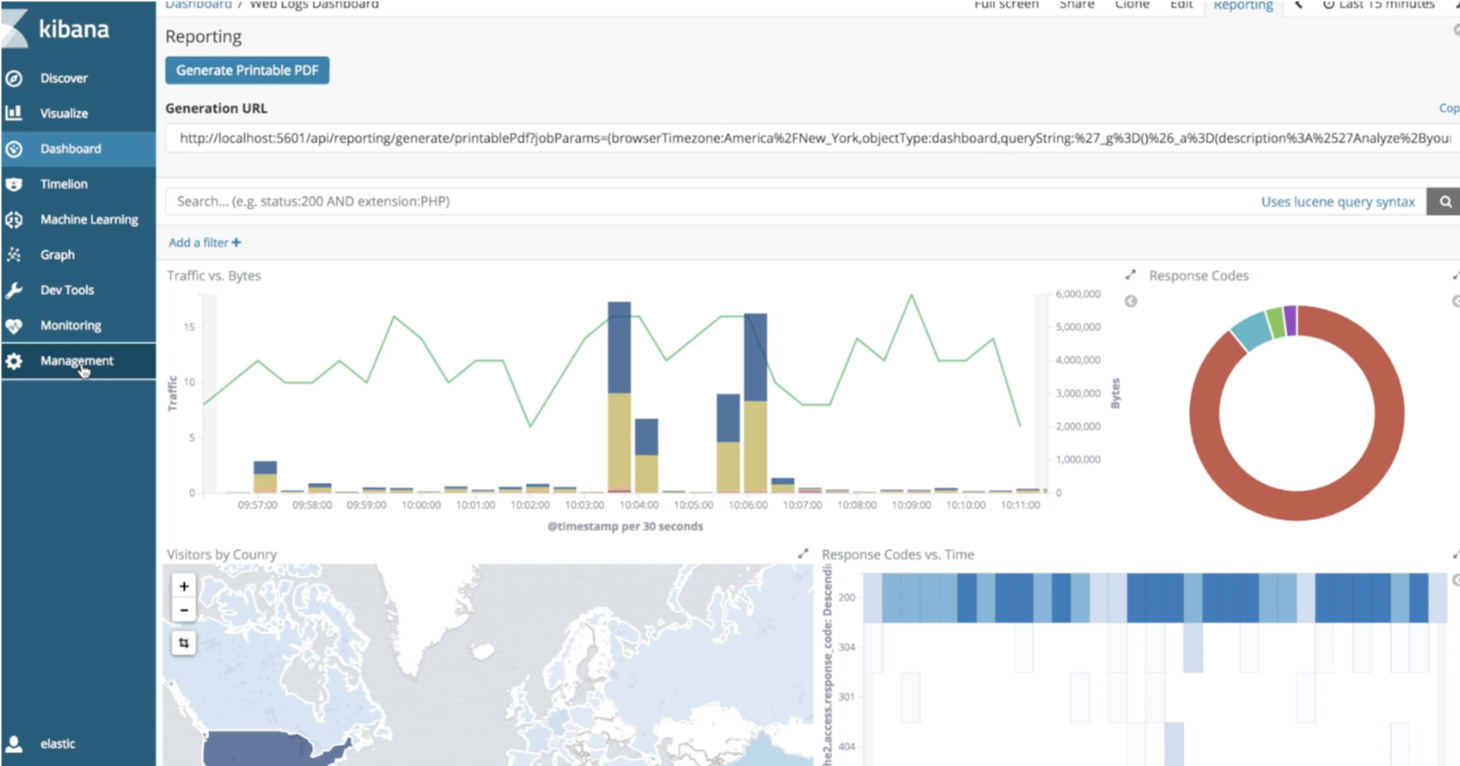 Dashboard / Web Logs Dashboard
Full screen Share Clone Edit Reporting Last 15 minutes
kibana
Discover
Visualize
Dashboard
Timelion
Machine Learning
Graph
Dev Tools
Monitoring
Management
elastic
Reporting
Generate Printable PDF
Generation URL
Cop
http://localhost:5601/api/reporting/generate/printablePdf?jobParams=(browserTimezone:America%2FNew_York,objectType:dashboard,queryString:%27_g%3D()%26_a%3D(description%3A%2527Analyze%2Byour
Search... (e.g. status:200 AND extension:PHP)
Uses lucene query syntax
Add a filter +
Traffic vs. Bytes
Traffic
15
10
5
0
6,000,000
5,000,000
4,000,000
3,000,000
2,000,000
1,000,000
0
Bytes
09:57:00 09:58:00 09:59:00 10:00:00 10:01:00 10:02:00 10:03:00 10:04:00 10:05:00 10:06:00 10:07:00 10:08:00 10:09:00 10:10:00 10:11:00
@timestamp per 30 seconds
Response Codes
Visitors by Counry
+
−
Response Codes vs. Time
he2.access.response_code: Descendi
200
304
301
404